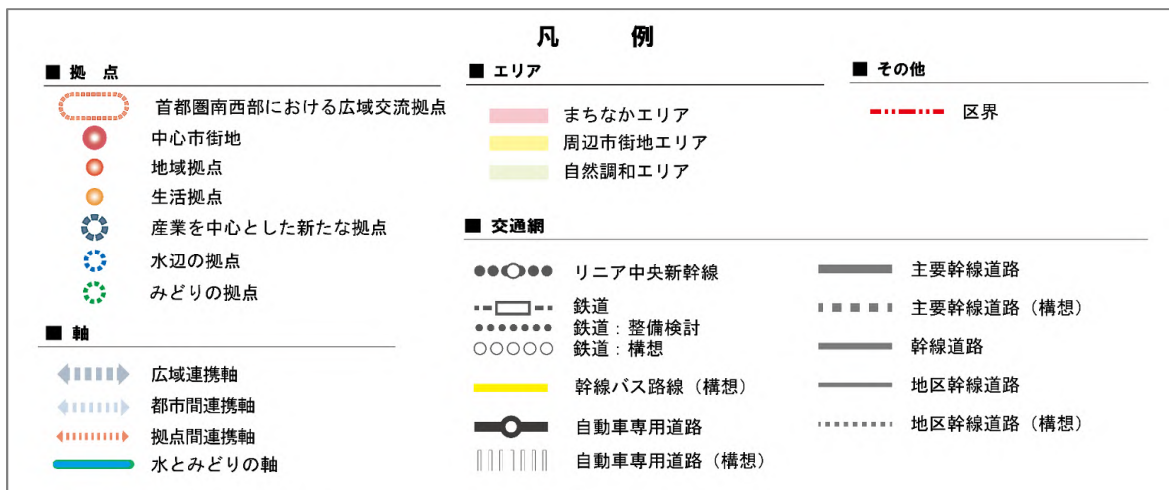 凡 例
■ 拠 点
首都圏南西部における広域交流拠点
中心市街地
地域拠点
生活拠点
産業を中心とした新たな拠点
水辺の拠点
みどりの拠点
■ 軸
広域連携軸
都市間連携軸
拠点間連携軸
水とみどりの軸
■ エリア
まちなかエリア
周辺市街地エリア
自然調和エリア
■ その他
区界
■ 交通網
リニア中央新幹線
鉄道
鉄道：整備検討
鉄道：構想
幹線バス路線（構想）
自動車専用道路
自動車専用道路（構想）
主要幹線道路
主要幹線道路（構想）
幹線道路
地区幹線道路
地区幹線道路（構想）